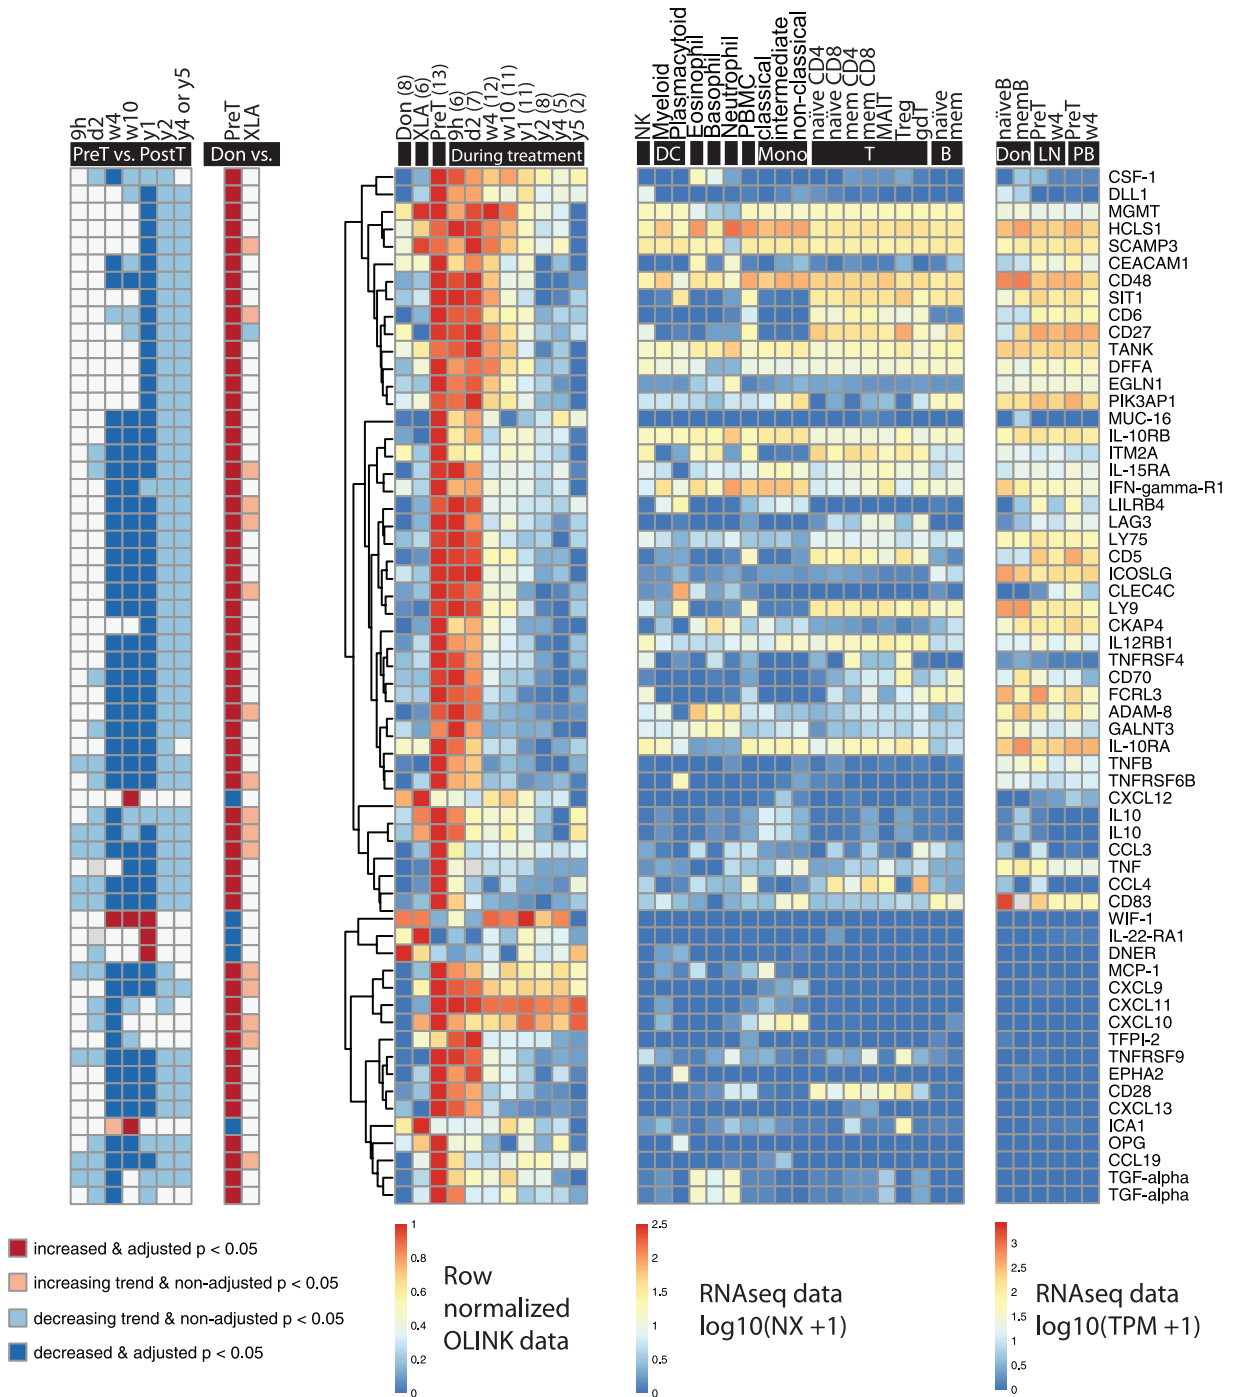 9h
d2
w4
w10
y1
y2
y4 or y5
PreT vs. PostT
PreT
XLA
Don vs.
Don (8)
XLA (6)
PreT (13)
9h (6)
d2 (7)
w4 (12)
w10 (11)
y1 (11)
y2 (8)
y4 (5)
y5 (2)
During treatment
NK
Myeloid
Plasmacytoid
Eosinophil
Basophil
Neutrophil
PBMC
classical
intermediate
non-classical
naïve CD4
naïve CD8
mem CD4
mem CD8
MAIT
Treg
gdT
naïve
mem
DC
Mono
T
B
naïveB
memB
PreT
w4
PreT
w4
Don
LN
PB
CSF-1
DLL1
MGMT
HCLS1
SCAMP3
CEACAM1
CD48
SIT1
CD6
CD27
TANK
DFFA
EGLN1
PIK3AP1
MUC-16
IL-10RB
ITM2A
IL-15RA
IFN-gamma-R1
LILRB4
LAG3
LY75
CD5
ICOSLG
CLEC4C
LY9
CKAP4
IL12RB1
TNFRSF4
CD70
FCRL3
ADAM-8
GALNT3
IL-10RA
TNFB
TNFRSF6B
CXCL12
IL10
IL10
CCL3
TNF
CCL4
CD83
WIF-1
IL-22-RA1
DNER
MCP-1
CXCL9
CXCL11
CXCL10
TFPI-2
TNFRSF9
EPHA2
CD28
CXCL13
ICA1
OPG
CCL19
TGF-alpha
TGF-alpha
increased & adjusted p < 0.05
increasing trend & non-adjusted p < 0.05
decreasing trend & non-adjusted p < 0.05
decreased & adjusted p < 0.05
1
0.8
0.6
0.4
0.2
0
Row
normalized
OLINK data
2.5
2
1.5
1
0.5
0
RNAseq data
log10(NX +1)
3
2.5
2
1.5
1
0.5
0
RNAseq data
log10(TPM +1)